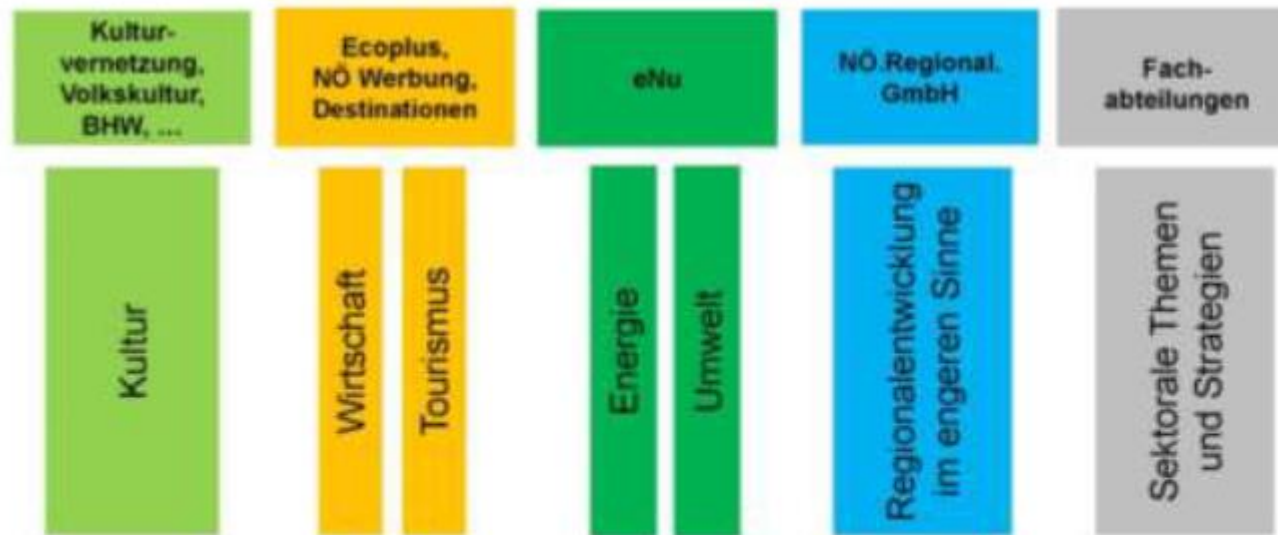 Kultur-
vernetzung,
Volkskultur,
BHW, ...
Ecoplus,
NÖ Werbung,
Destinationen
eNu
NÖ.Regional.
GmbH
Fach-
abteilungen
Kultur
Wirtschaft
Tourismus
Energie
Umwelt
Regionalentwicklung
im engeren Sinne
Sektorale Themen
und Strategien